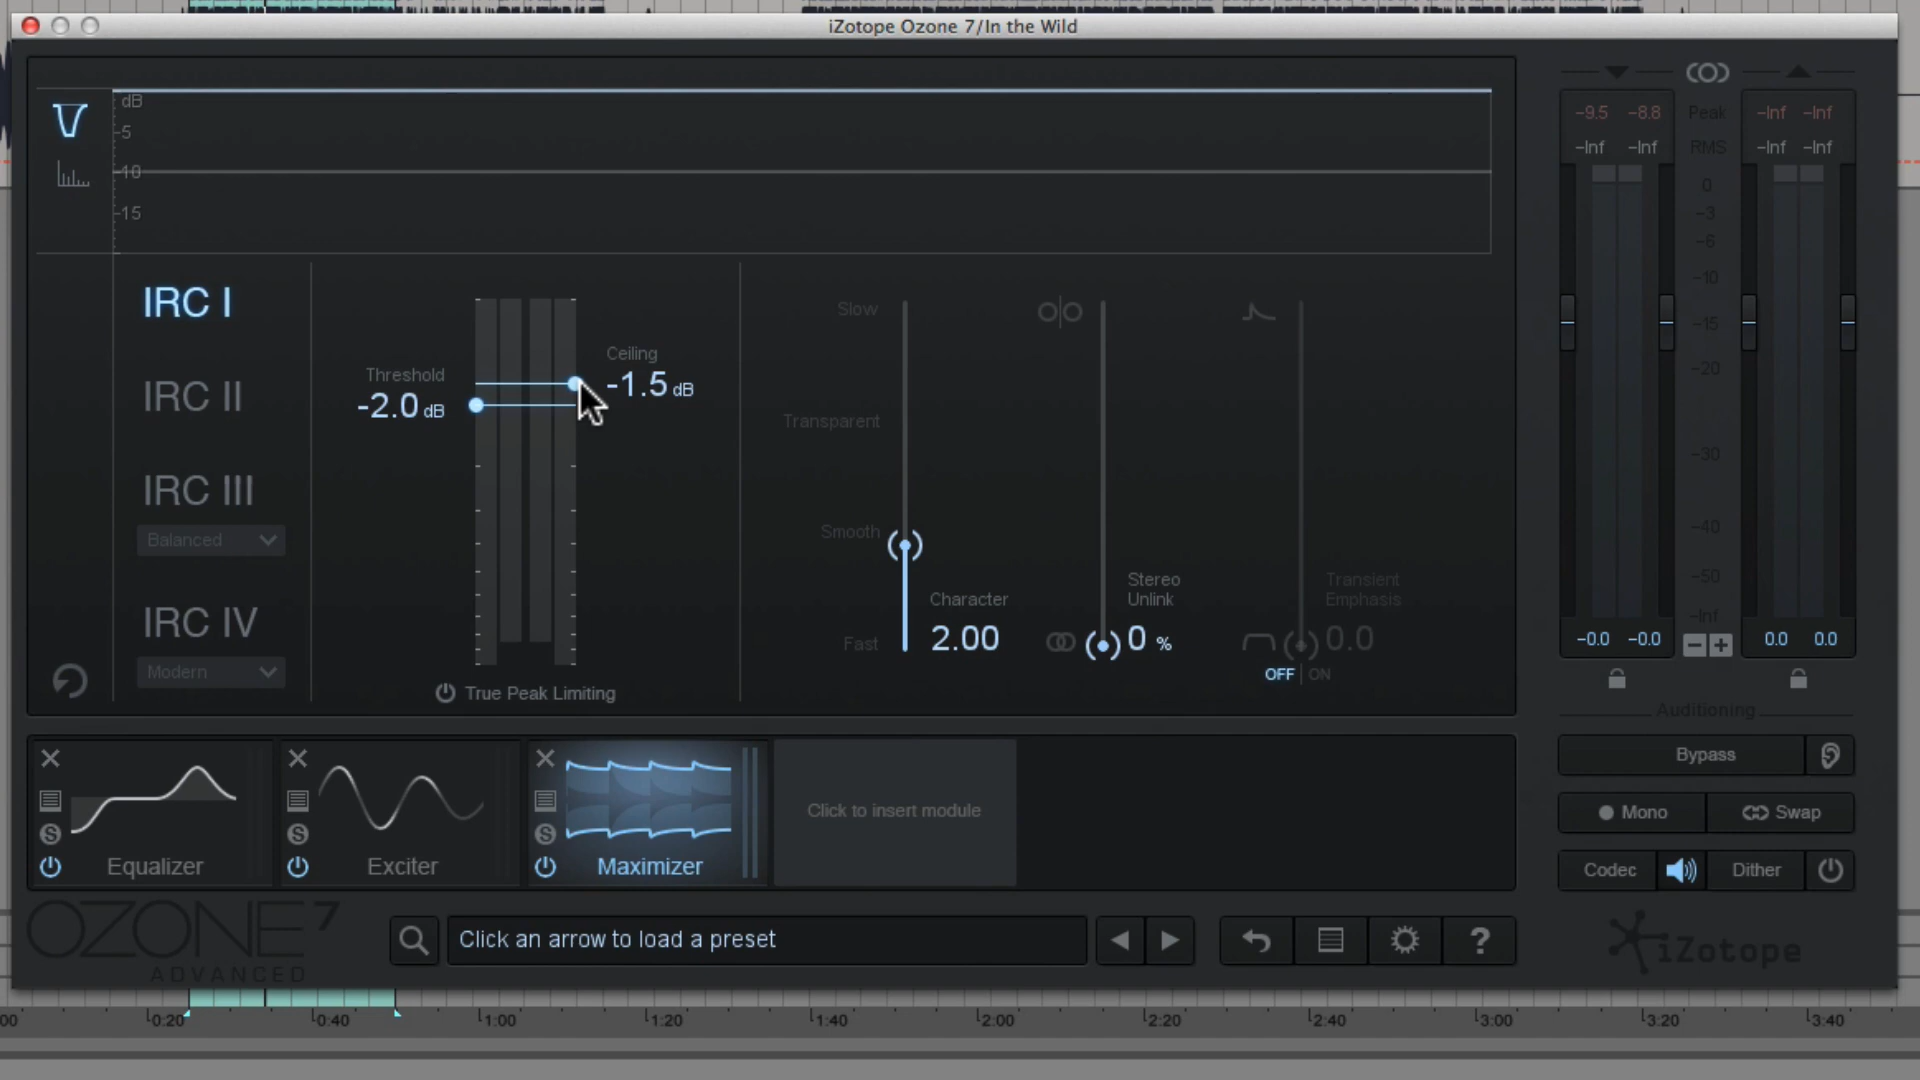 iZotope Ozone 7/In the Wild
dB
-5
-10
-15
IRC I
IRC II
IRC III
Balanced
IRC IV
Modern
Threshold
-2.0 dB
Ceiling
-1.5 dB
True Peak Limiting
Slow
Transparent
Smooth
Fast
Character
2.00
Stereo
Unlink
0 %
Transient
Emphasis
0.0
OFF ON
-9.5 -8.8 Peak -Inf -Inf
-Inf -Inf RMS -Inf -Inf
0
-3
-6
-10
-15
-20
-30
-40
-50
-Inf
-0.0 -0.0 0.0 0.0
Auditioning
Bypass
Mono Swap
Codec Dither
S Equalizer
S Exciter
S Maximizer
Click to insert module
OZONE 7
ADVANCED
Click an arrow to load a preset
?
iZotope
00 0:20 0:40 1:00 1:20 1:40 2:00 2:20 2:40 3:00 3:20 3:40